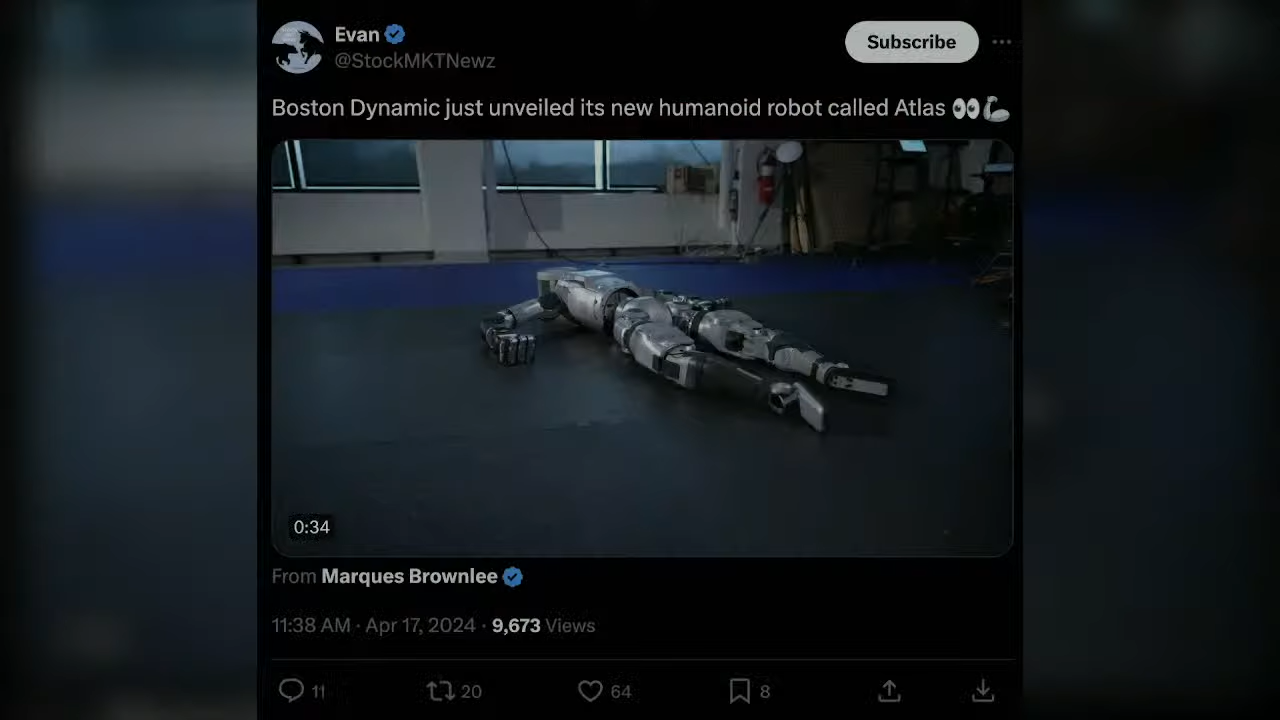 Evan
@StockMKTNewz
Subscribe
Boston Dynamic just unveiled its new humanoid robot called Atlas 👀💪
0:34
From Marques Brownlee
11:38 AM · Apr 17, 2024 · 9,673 Views
11
20
64
8